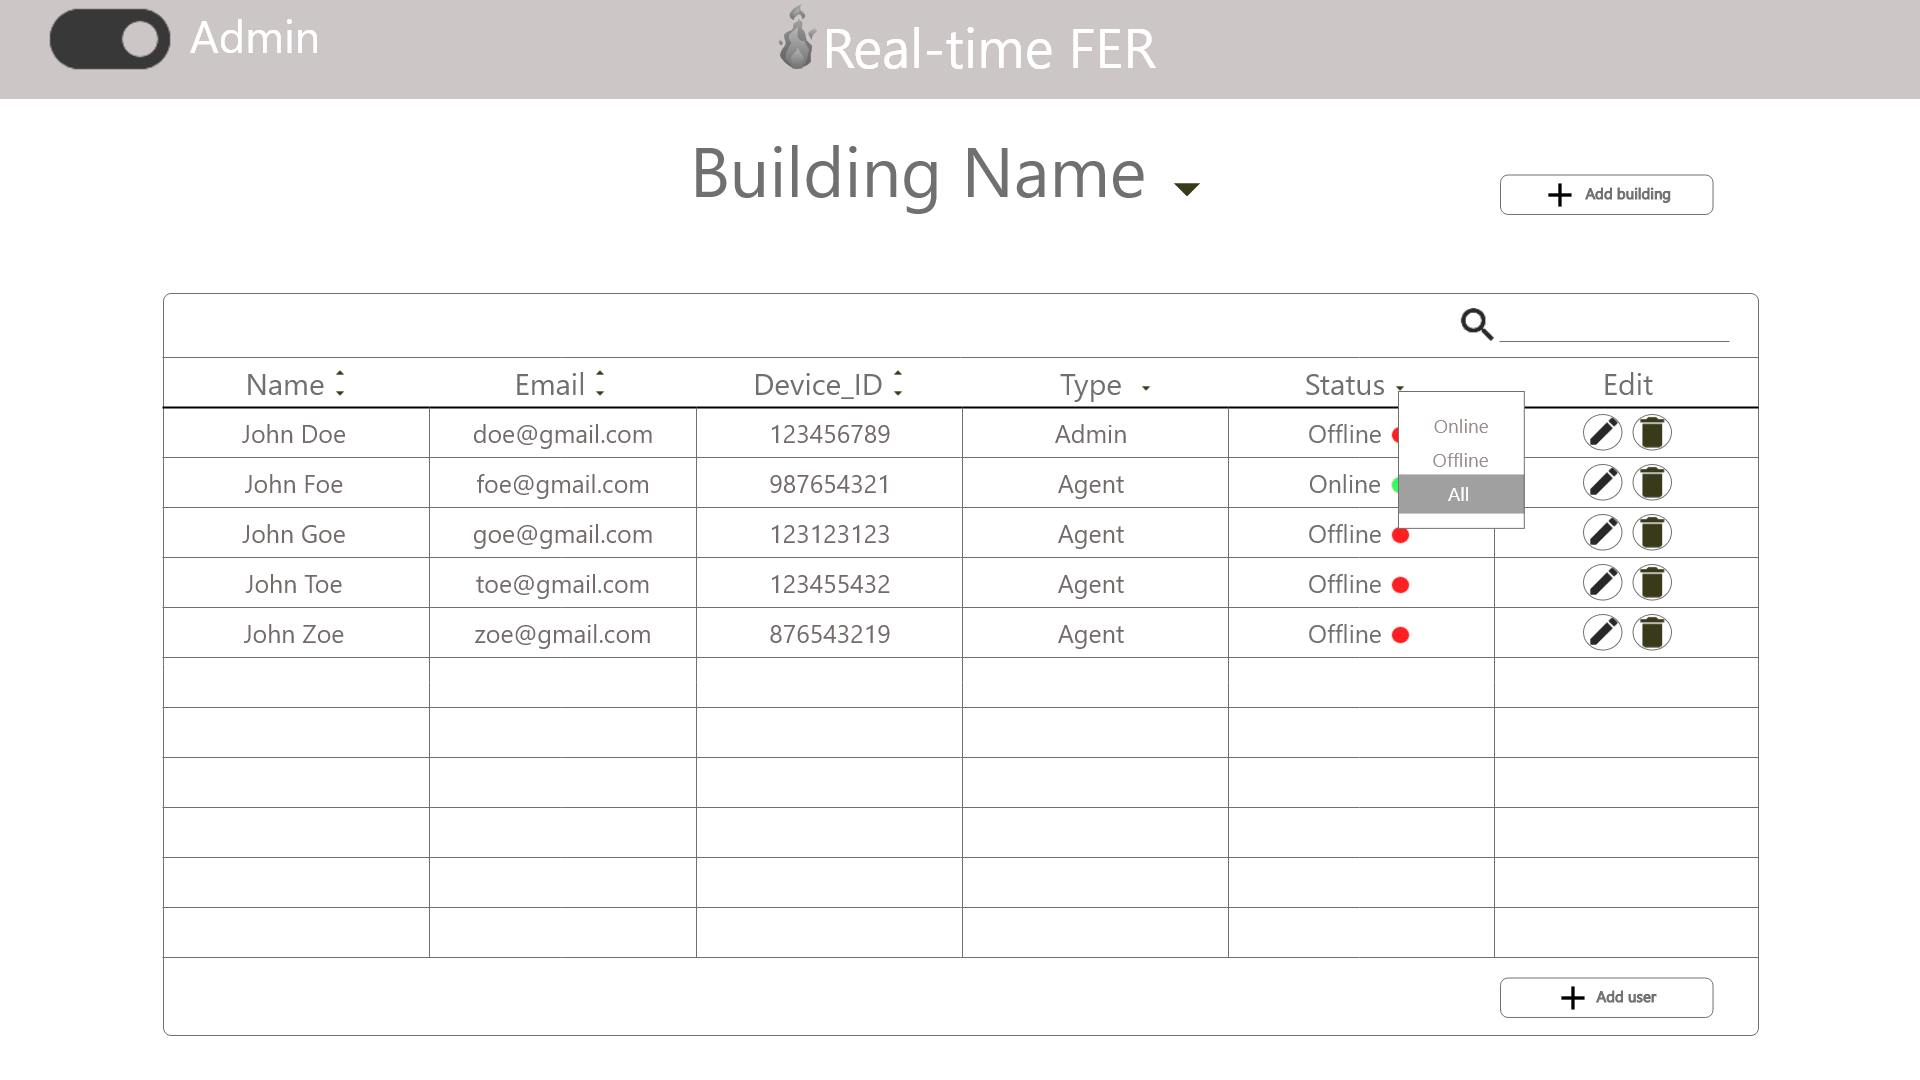 Admin
Real-time FER
Building Name
Add building
Name Email Device_ID Type Status Edit
John Doe doe@gmail.com 123456789 Admin Offline
John Foe foe@gmail.com 987654321 Agent Online
John Goe goe@gmail.com 123123123 Agent Offline
John Toe toe@gmail.com 123455432 Agent Offline
John Zoe zoe@gmail.com 876543219 Agent Offline
Online
Offline
All
Add user